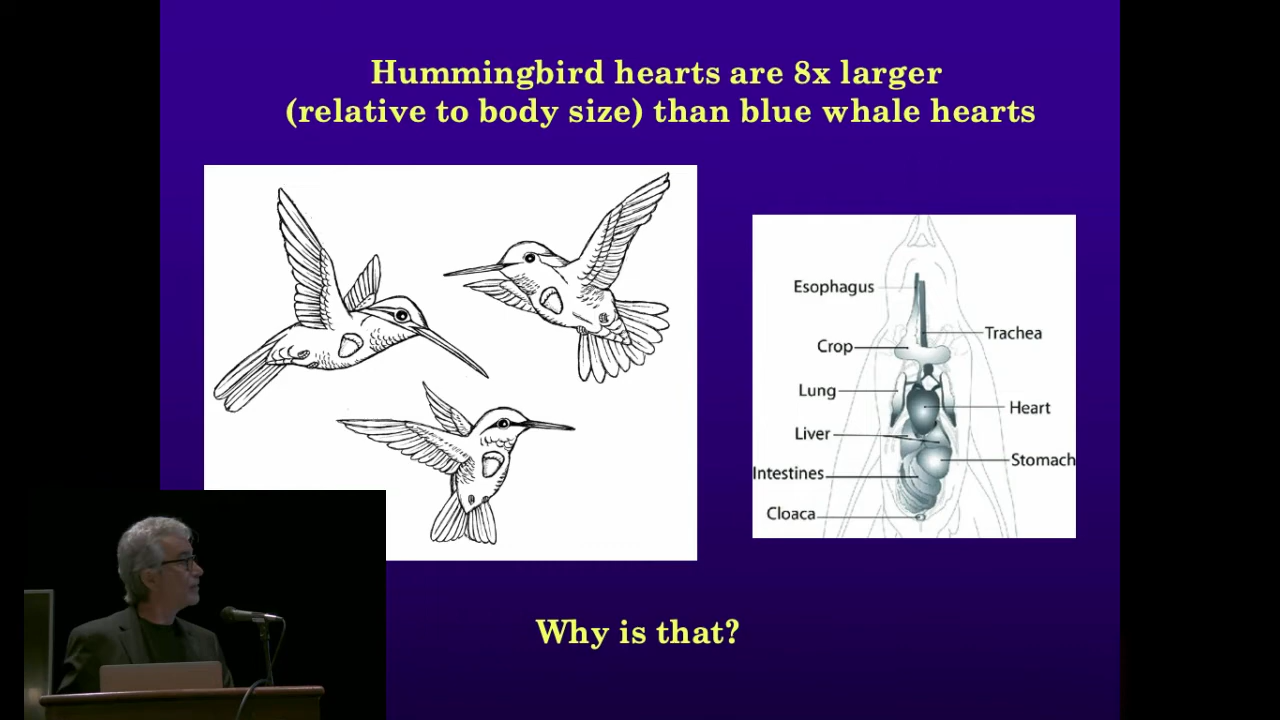 Hummingbird hearts are 8x larger
(relative to body size) than blue whale hearts
Esophagus
Trachea
Crop
Lung
Heart
Liver
Stomach
Intestines
Cloaca
Why is that?